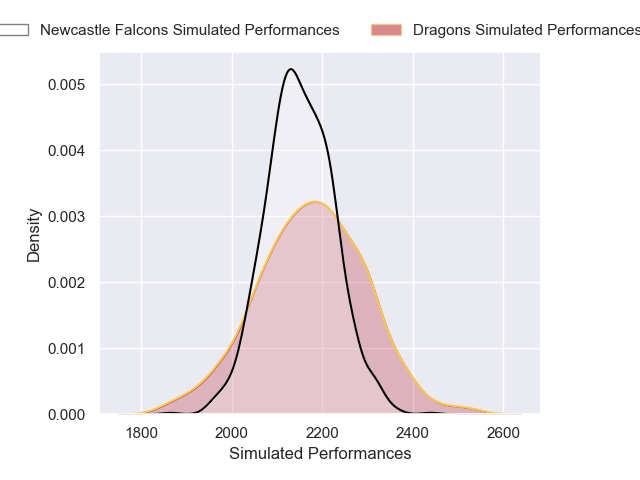 Newcastle Falcons Simulated Performances Dragons Simulated Performances
0.005
0.004
0.003
0.002
0.001
0.000
Density
1800 2000 2200 2400 2600
Simulated Performances